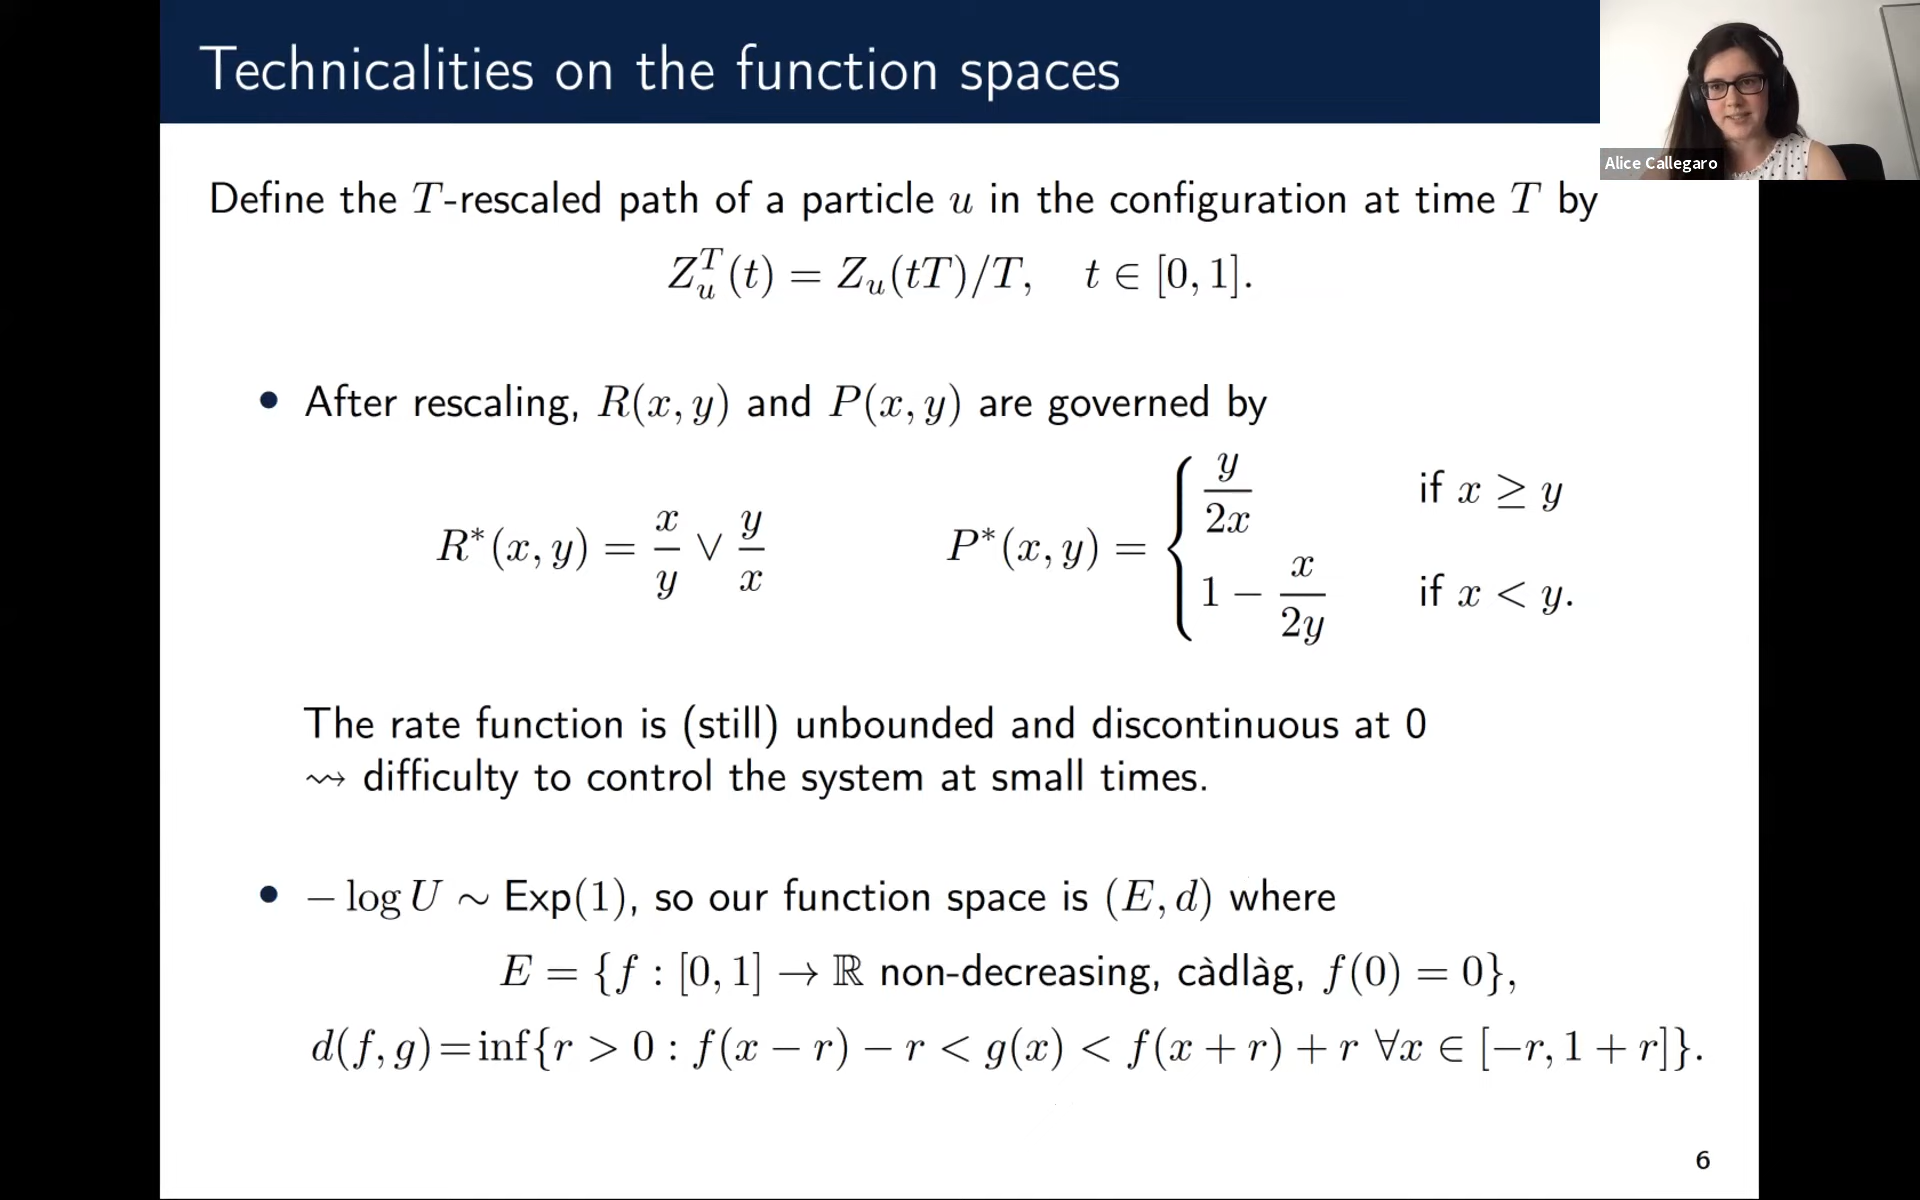 Technicalities on the function spaces
Alice Callegaro
Define the T-rescaled path of a particle u in the configuration at time T by
Z_u^T(t) = Z_u(tT)/T, t ∈ [0, 1].
• After rescaling, R(x, y) and P(x, y) are governed by
R*(x, y) = x/y ∨ y/x    P*(x, y) = { y/2x if x ≥ y
1 − x/2y if x < y.
The rate function is (still) unbounded and discontinuous at 0
⇝ difficulty to control the system at small times.
• − log U ∼ Exp(1), so our function space is (E, d) where
E = {f : [0, 1] → ℝ non-decreasing, càdlàg, f(0) = 0},
d(f, g)=inf{r > 0 : f(x − r) − r < g(x) < f(x + r) + r ∀x ∈ [−r, 1 + r]}.
6